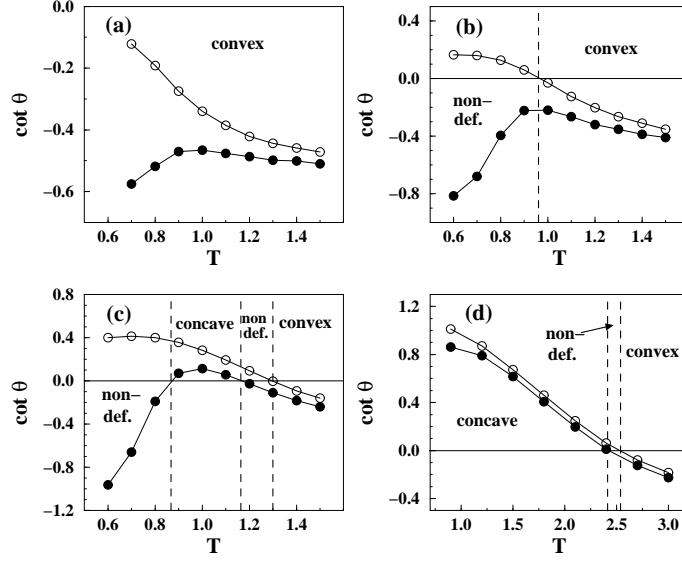 (a)
convex
0.0
−0.2
−0.4
−0.6
cot θ
0.6 0.8 1.0 1.2 1.4
T
(b)
convex
non−
def.
0.4
0.0
−0.4
−0.8
cot θ
0.6 0.8 1.0 1.2 1.4
T
(c)
concave
non
def.
convex
non−
def.
0.8
0.4
0.0
−0.4
−0.8
−1.2
cot θ
0.6 0.8 1.0 1.2 1.4
T
(d)
non−
def.
convex
concave
1.2
0.8
0.4
0.0
−0.4
cot θ
1.0 1.5 2.0 2.5 3.0
T